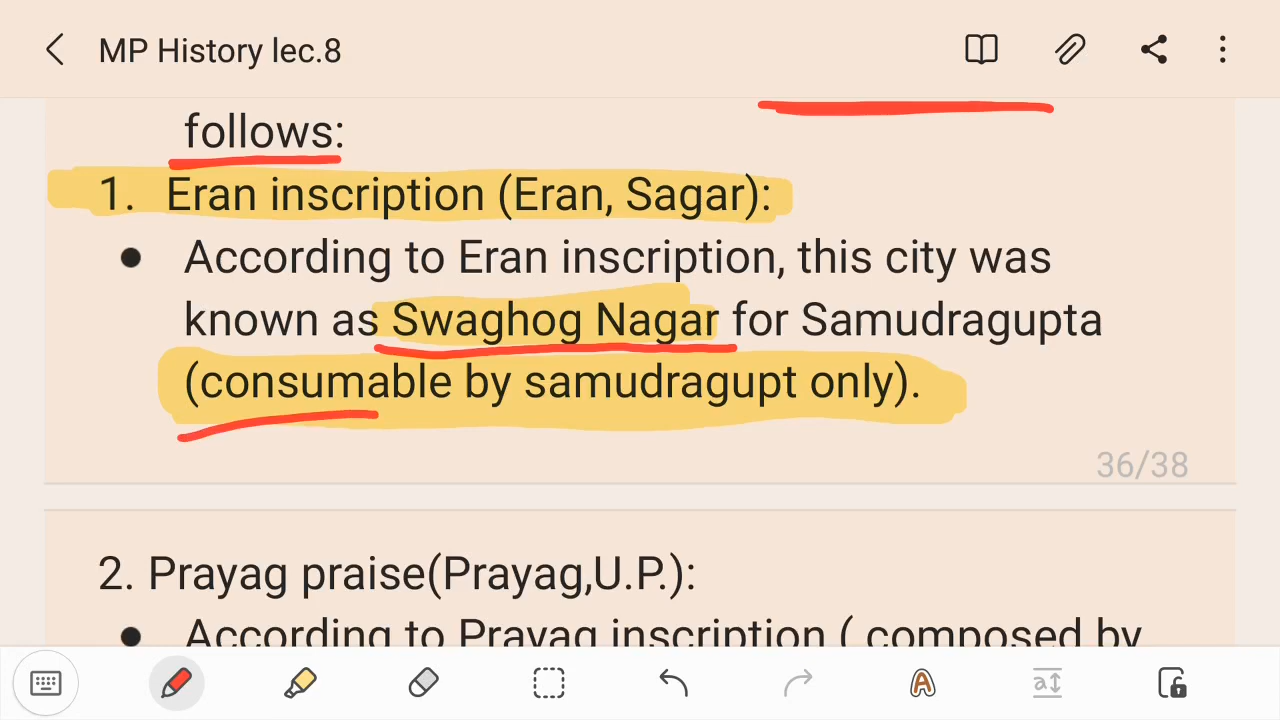 MP History lec.8
follows:
1. Eran inscription (Eran, Sagar):
● According to Eran inscription, this city was
known as Swaghog Nagar for Samudragupta
(consumable by samudragupt only).
36/38
2. Prayag praise(Prayag,U.P.):
● According to Prayag inscription ( composed by